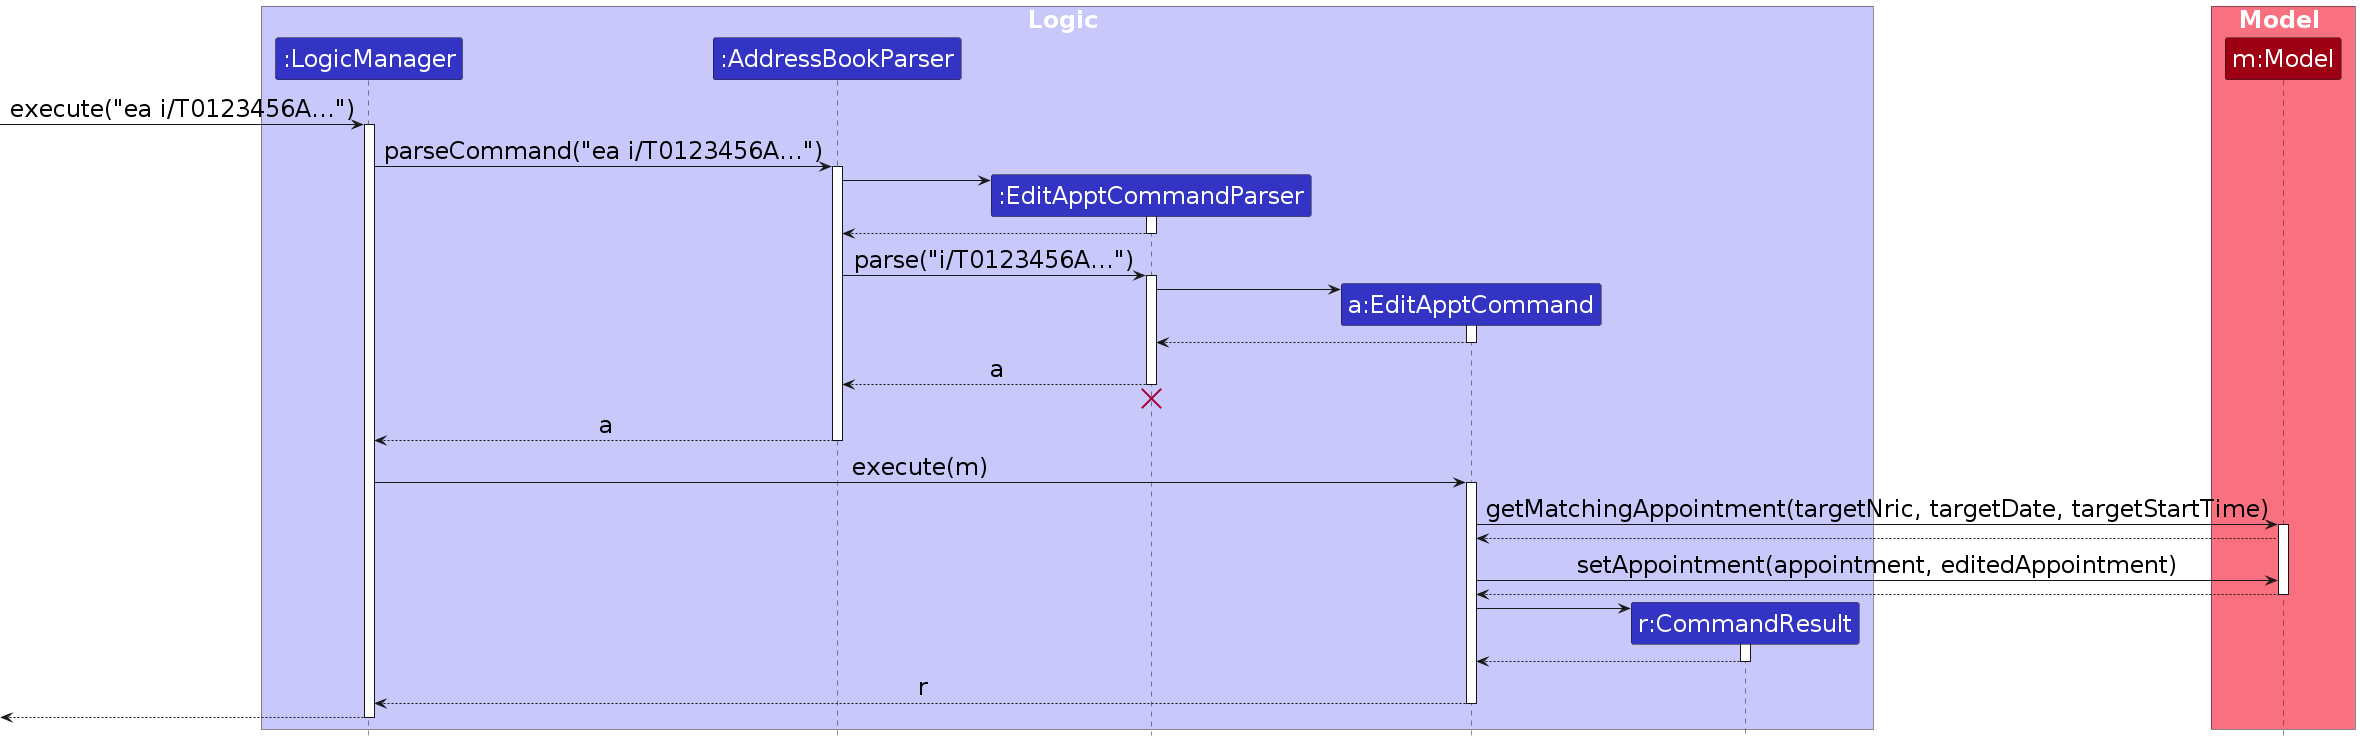 Logic
Model
:LogicManager
:AddressBookParser
m:Model
execute("ea i/T0123456A...")
parseCommand("ea i/T0123456A...")
:EditApptCommandParser
parse("i/T0123456A...")
a:EditApptCommand
a
a
execute(m)
getMatchingAppointment(targetNric, targetDate, targetStartTime)
setAppointment(appointment, editedAppointment)
r:CommandResult
r